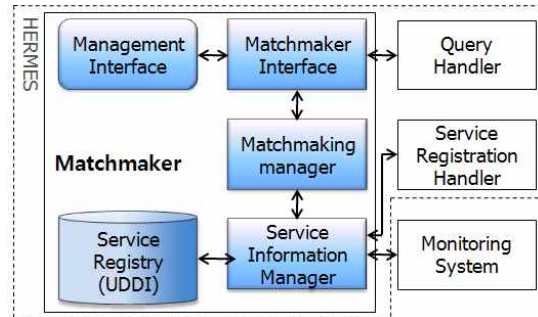 HERMES
Management
Interface
Matchmaker
Interface
Query
Handler
Matchmaking
manager
Service
Registration
Handler
Matchmaker
Service
Registry
(UDDI)
Service
Information
Manager
Monitoring
System